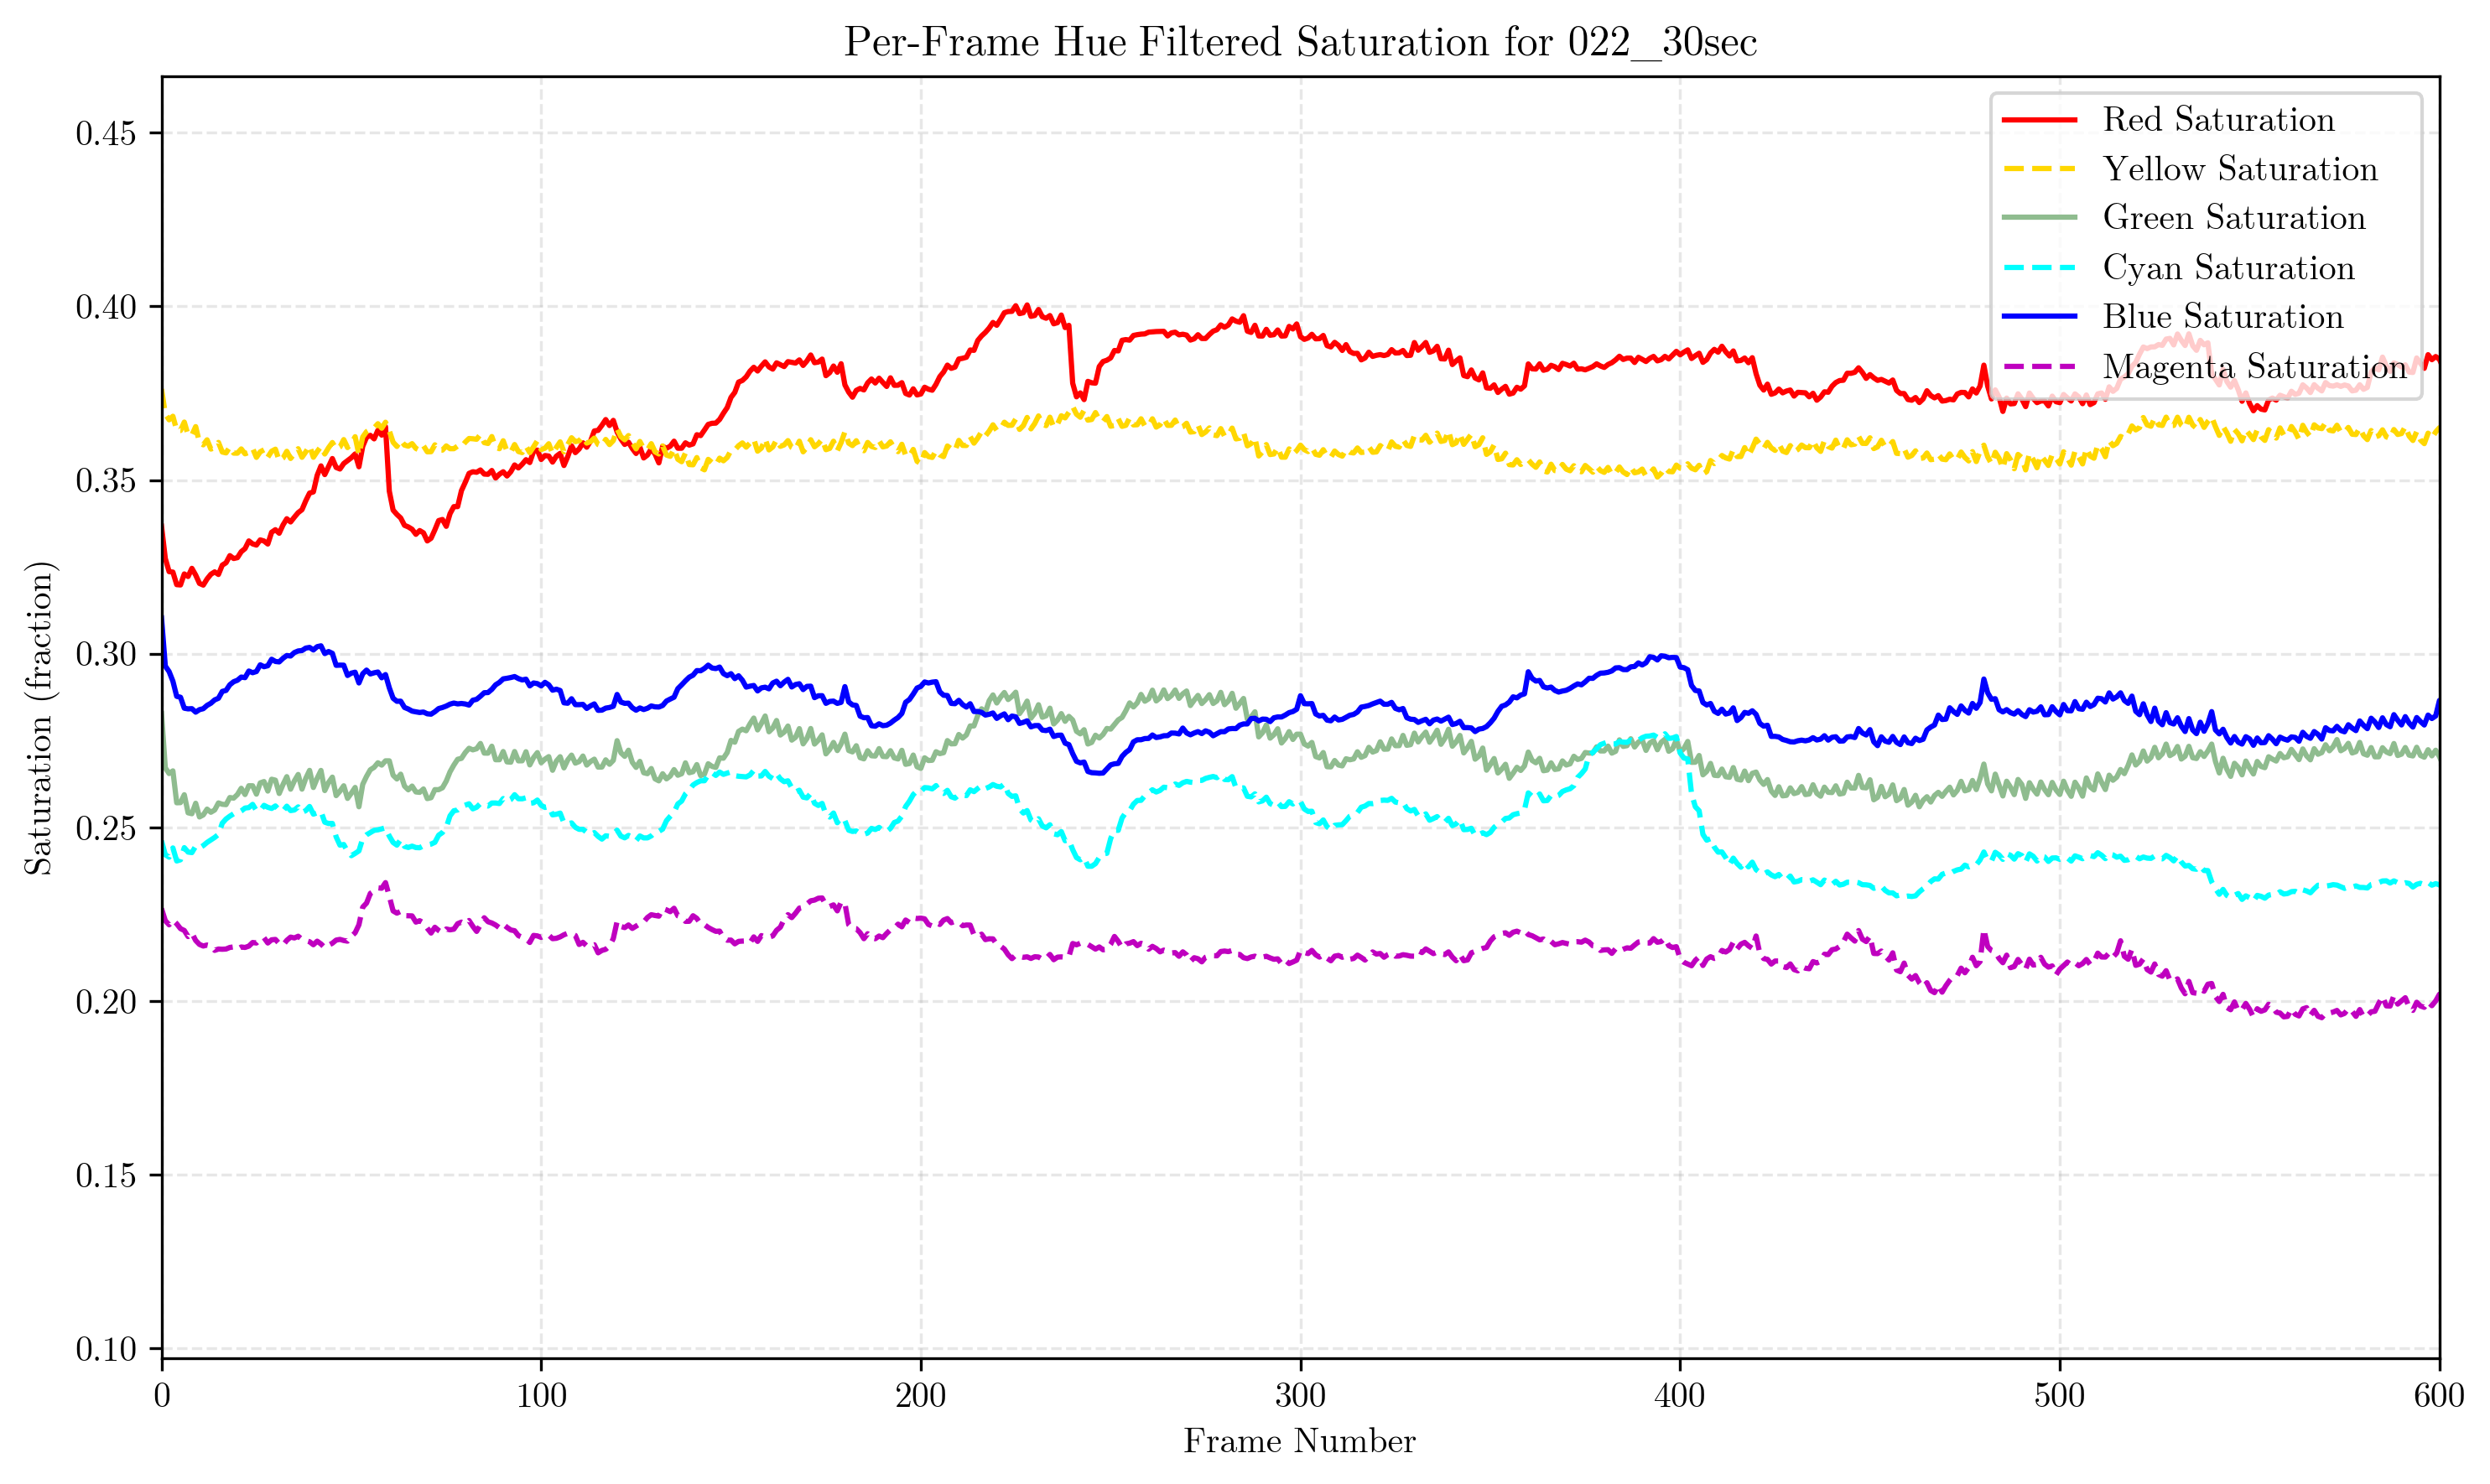 Per-Frame Hue Filtered Saturation for 022__30sec
Saturation (fraction)
0.45
0.40
0.35
0.30
0.25
0.20
0.15
0.10
Red Saturation
Yellow Saturation
Green Saturation
Cyan Saturation
Blue Saturation
Magenta Saturation
0 100 200 300 400 500 600
Frame Number